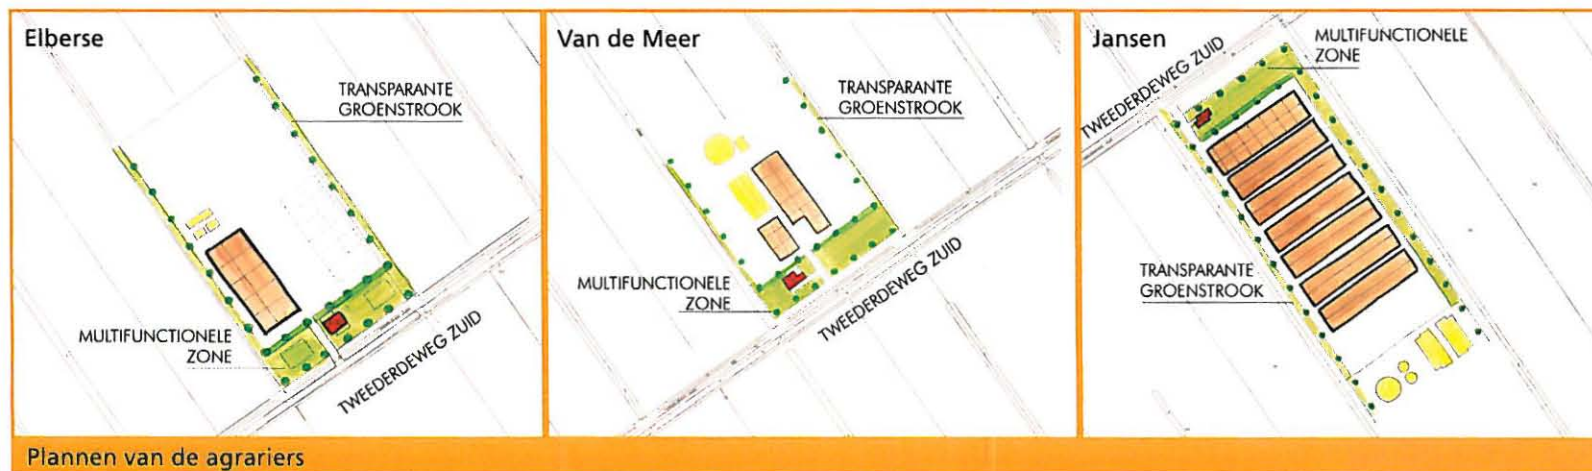 Elberse
TRANSPARANTE
GROENSTROOK
MULTIFUNCTIONELE
ZONE
TWEEDERDEWEG ZUID
Van de Meer
TRANSPARANTE
GROENSTROOK
MULTIFUNCTIONELE
ZONE
TWEEDERDEWEG ZUID
Jansen
MULTIFUNCTIONELE
ZONE
TWEEDERDEWEG ZUID
TRANSPARANTE
GROENSTROOK
Plannen van de agrariers